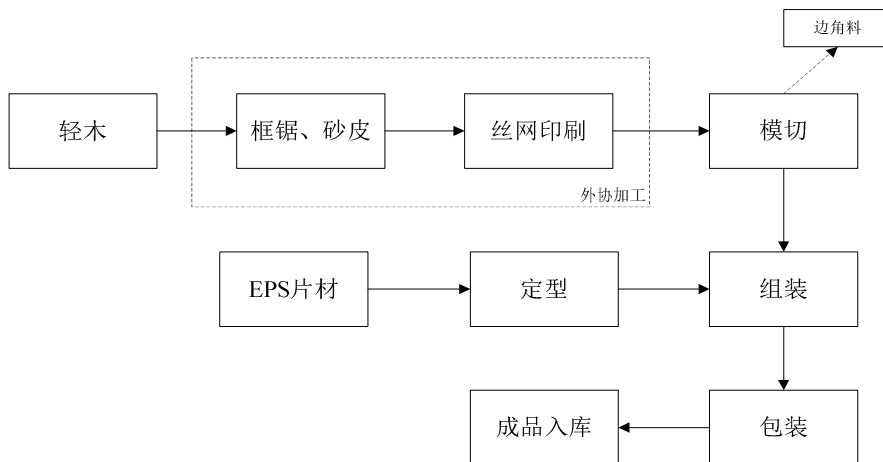 边角料
轻木
框锯、砂皮
丝网印刷
模切
外协加工
EPS片材
定型
组装
成品入库
包装